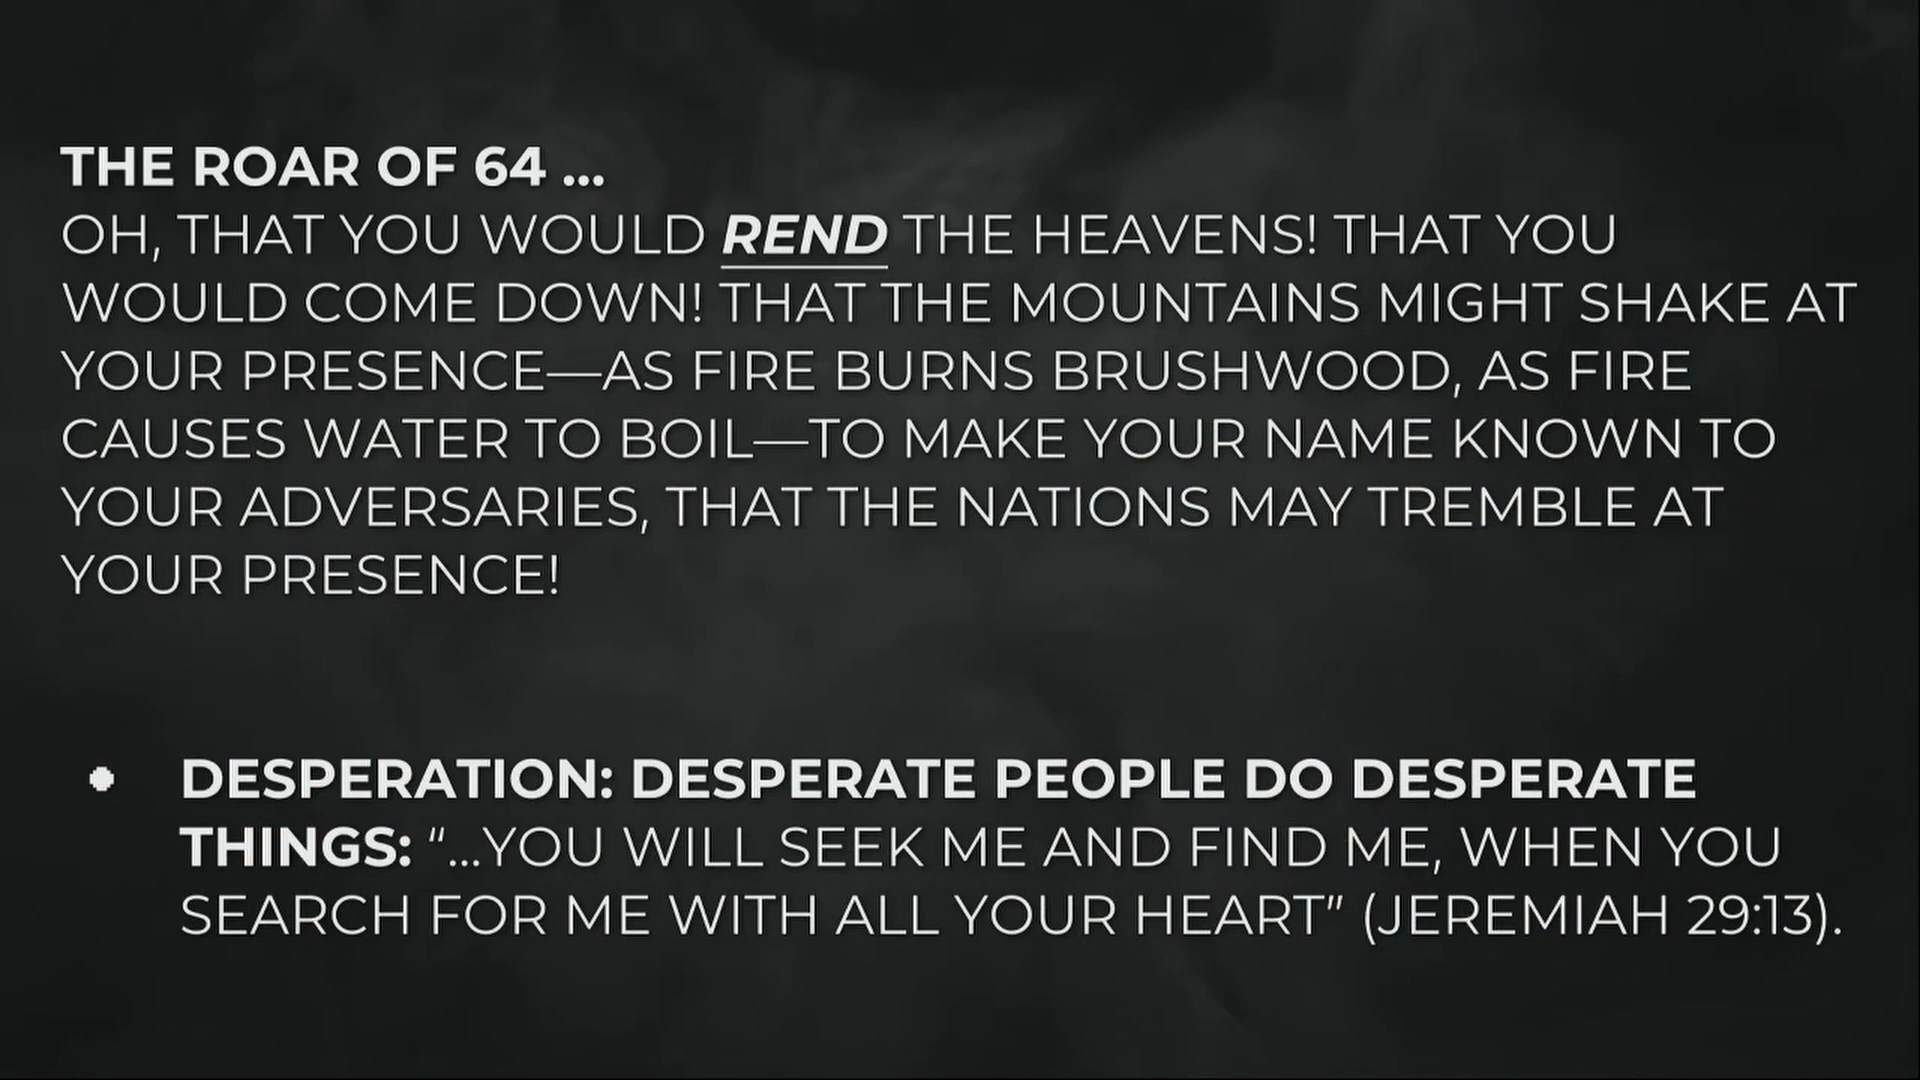 THE ROAR OF 64 ...
OH, THAT YOU WOULD REND THE HEAVENS! THAT YOU
WOULD COME DOWN! THAT THE MOUNTAINS MIGHT SHAKE AT
YOUR PRESENCE—AS FIRE BURNS BRUSHWOOD, AS FIRE
CAUSES WATER TO BOIL—TO MAKE YOUR NAME KNOWN TO
YOUR ADVERSARIES, THAT THE NATIONS MAY TREMBLE AT
YOUR PRESENCE!
• DESPERATION: DESPERATE PEOPLE DO DESPERATE
THINGS: “...YOU WILL SEEK ME AND FIND ME, WHEN YOU
SEARCH FOR ME WITH ALL YOUR HEART” (JEREMIAH 29:13).